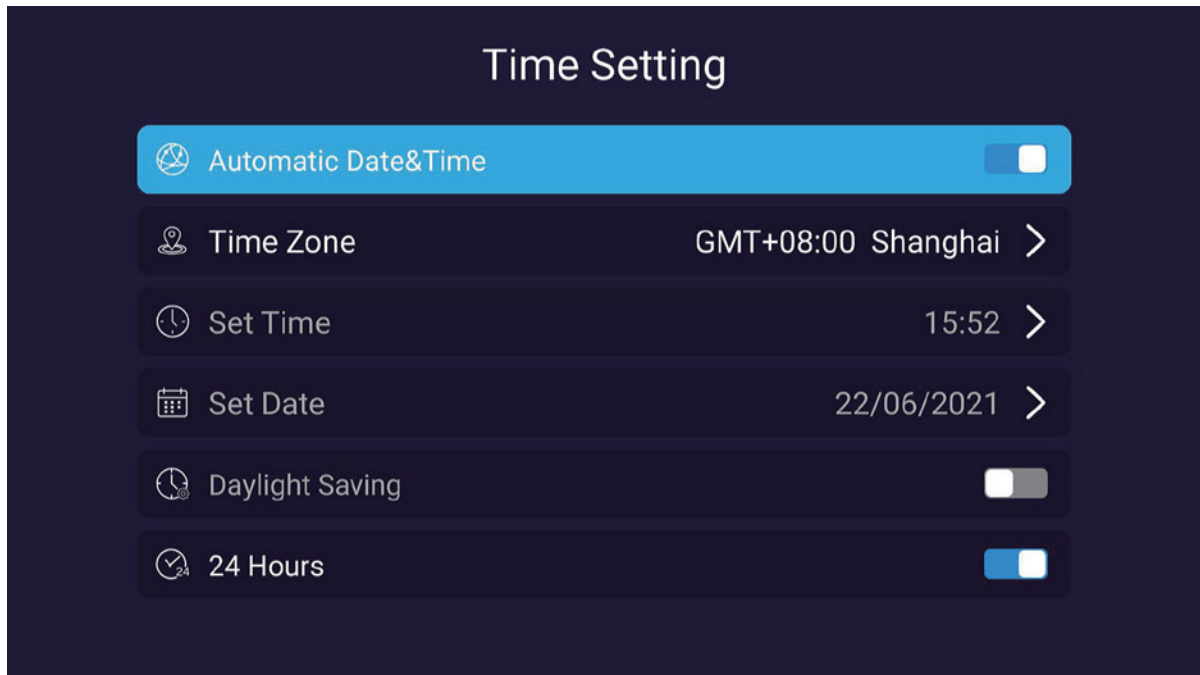 Time Setting
Automatic Date&Time
Time Zone GMT+08:00 Shanghai
Set Time 15:52
Set Date 22/06/2021
Daylight Saving
24 Hours
24